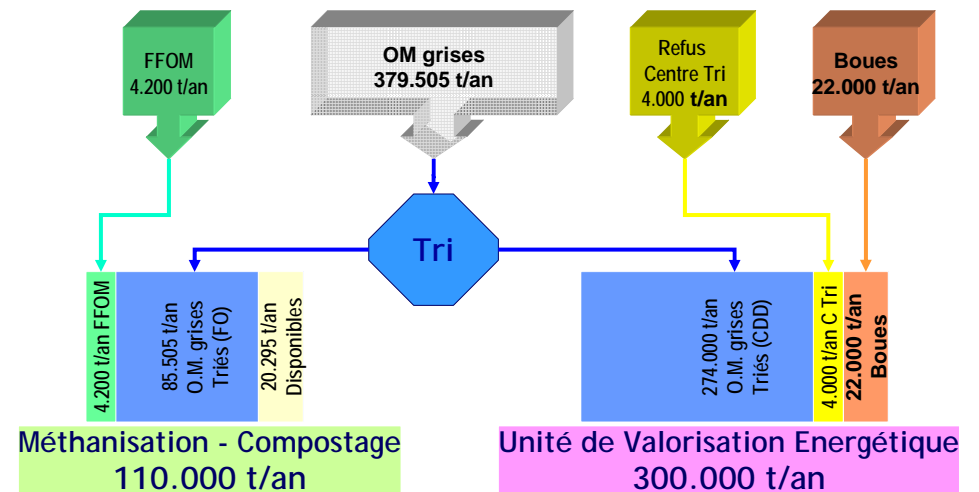 FFOM
4.200 t/an
OM grises
379.505 t/an
Refus
Centre Tri
4.000 t/an
Boues
22.000 t/an
Tri
4.200 t/an FFOM
85.505 t/an
O.M. grises
Triés (FO)
20.295 t/an
Disponibles
274.000 t/an
O.M. grises
Triés (CDD)
4.000 t/an C Tri
22.000 t/an
Boues
Méthanisation - Compostage
110.000 t/an
Unité de Valorisation Energétique
300.000 t/an